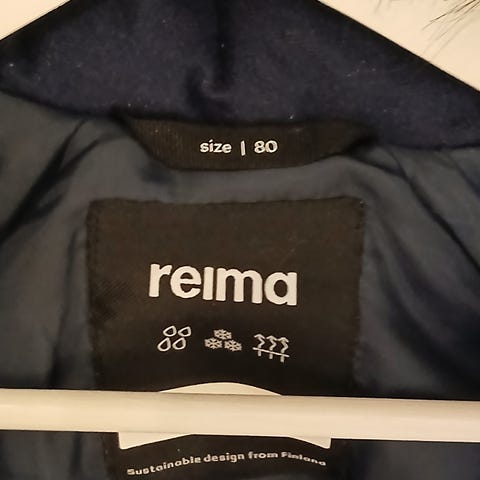 size | 80
reima
Sustainable design from Finland